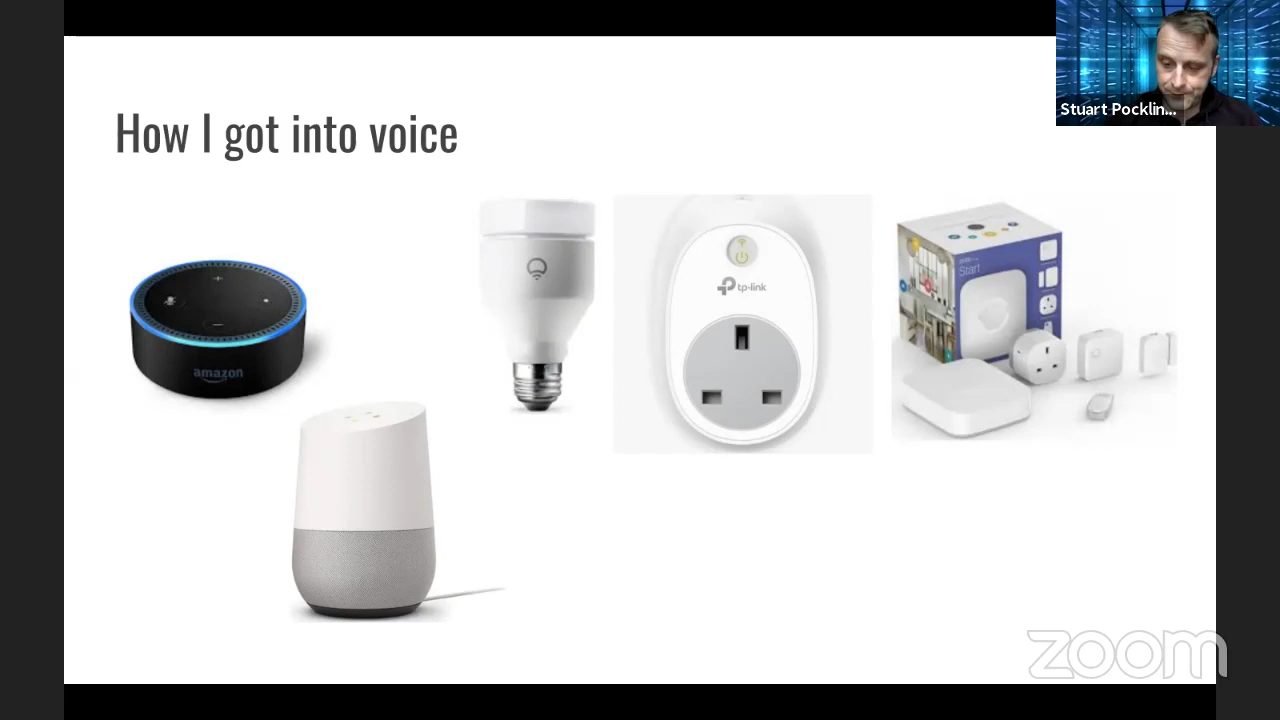 How I got into voice
Stuart Pocklin...
amazon
tp-link
Start
zoom